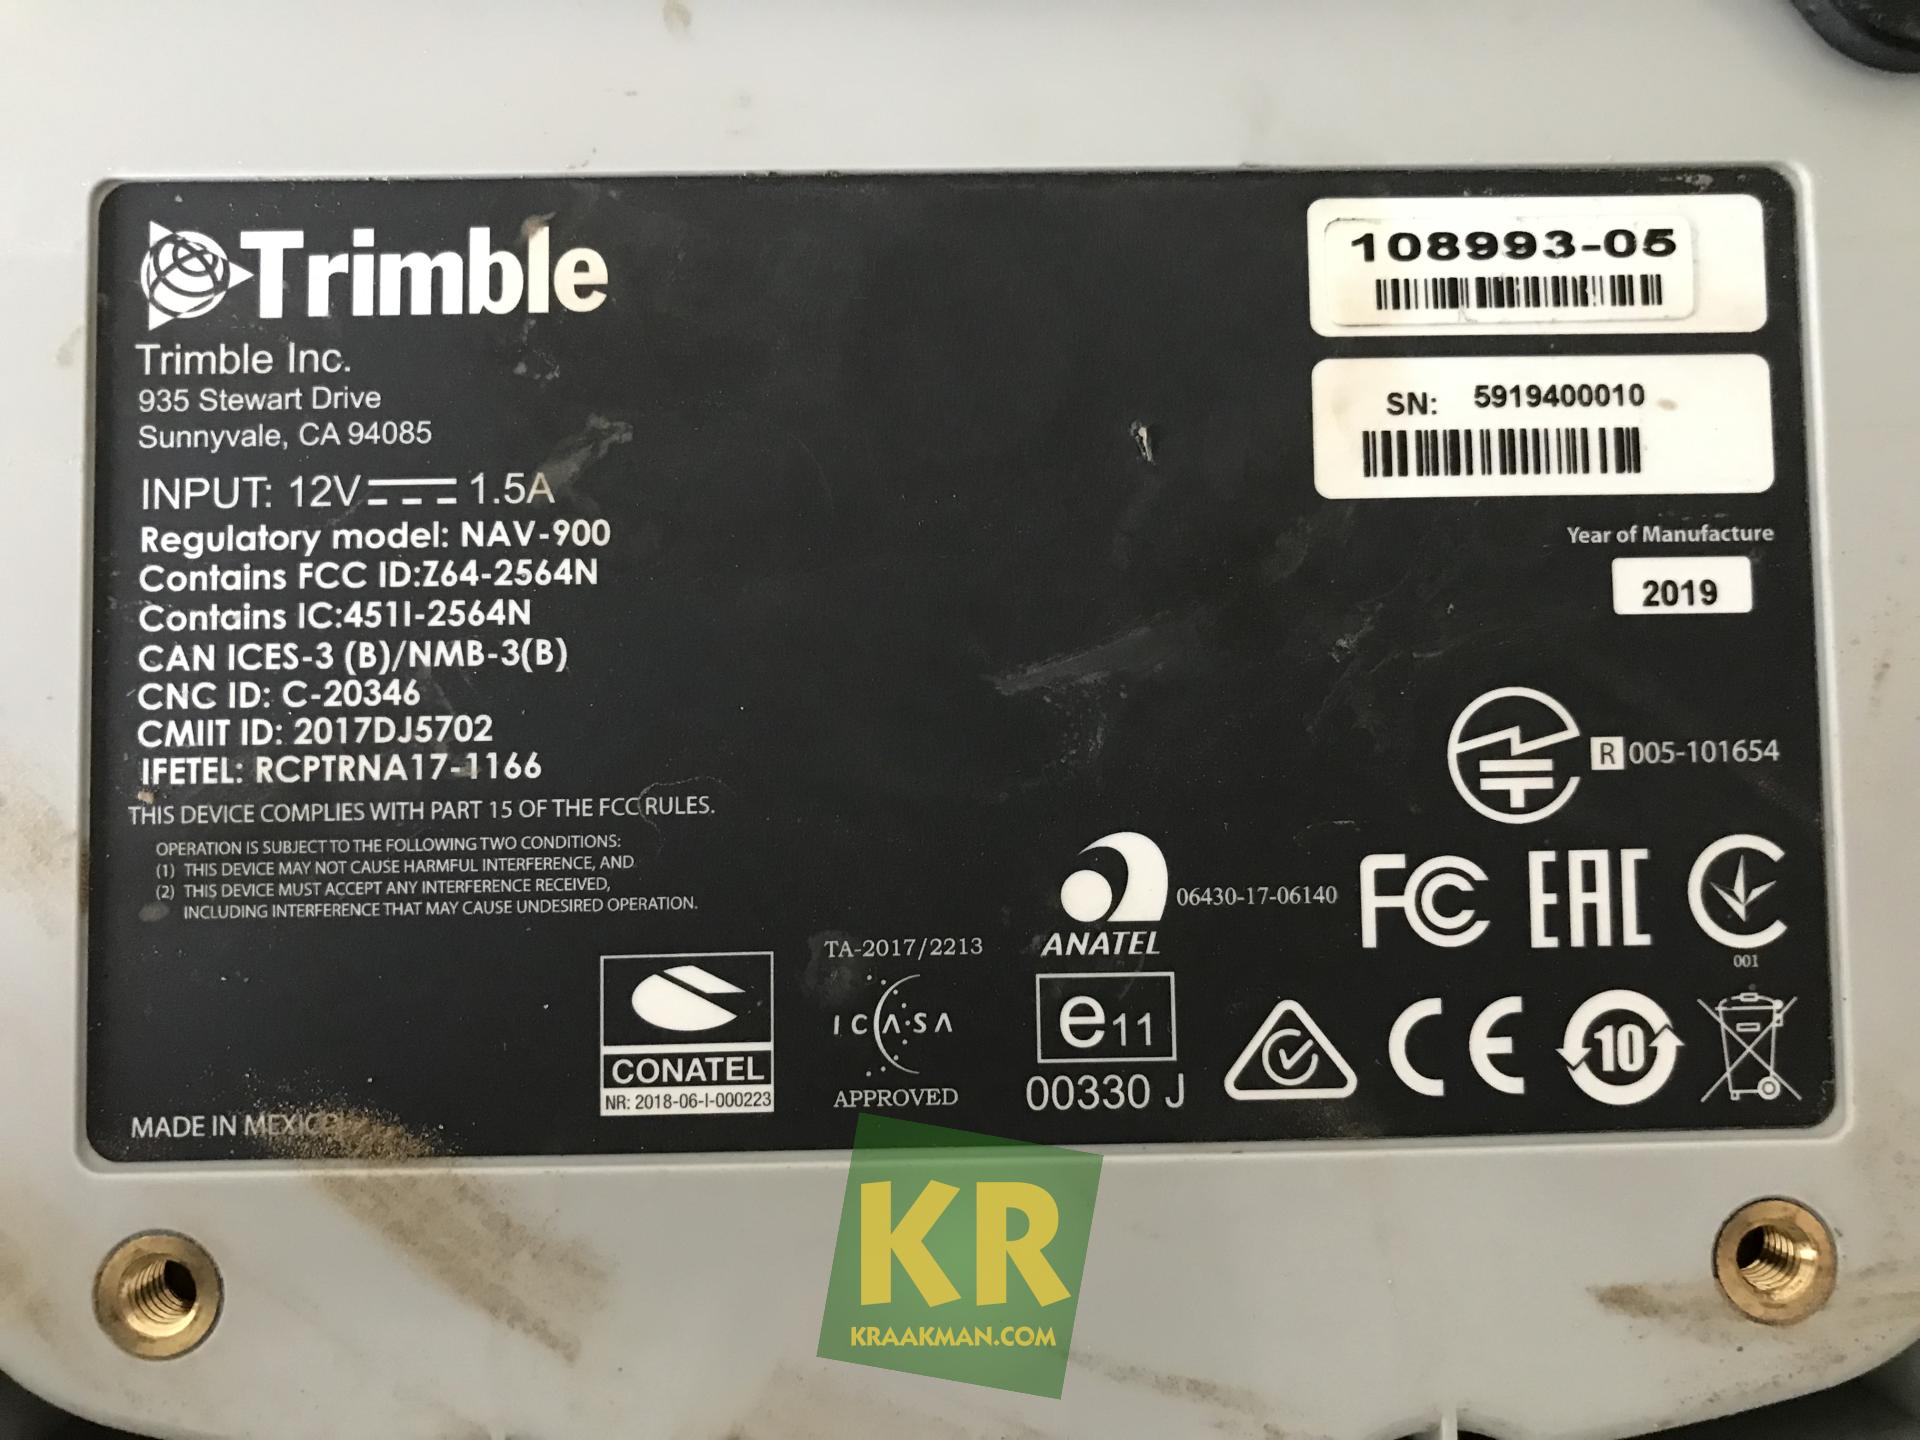 Trimble
Trimble Inc.
935 Stewart Drive
Sunnyvale, CA 94085
INPUT: 12V 1.5A
Regulatory model: NAV-900
Contains FCC ID:Z64-2564N
Contains IC:451I-2564N
CAN ICES-3 (B)/NMB-3(B)
CNC ID: C-20346
CMIIT ID: 2017DJ5702
IFETEL: RCPTRNA17-1166
THIS DEVICE COMPLIES WITH PART 15 OF THE FCC RULES.
OPERATION IS SUBJECT TO THE FOLLOWING TWO CONDITIONS:
(1) THIS DEVICE MAY NOT CAUSE HARMFUL INTERFERENCE, AND
(2) THIS DEVICE MUST ACCEPT ANY INTERFERENCE RECEIVED,
INCLUDING INTERFERENCE THAT MAY CAUSE UNDESIRED OPERATION.
MADE IN MEXICO
108993-05
SN: 5919400010
Year of Manufacture
2019
R 005-101654
ANATEL
06430-17-06140
FC
EAC
001
CONATEL
NR: 2018-06-I-000223
TA-2017/2213
ICASA
APPROVED
e11
00330 J
CE
10
KR
KRAAKMAN.COM